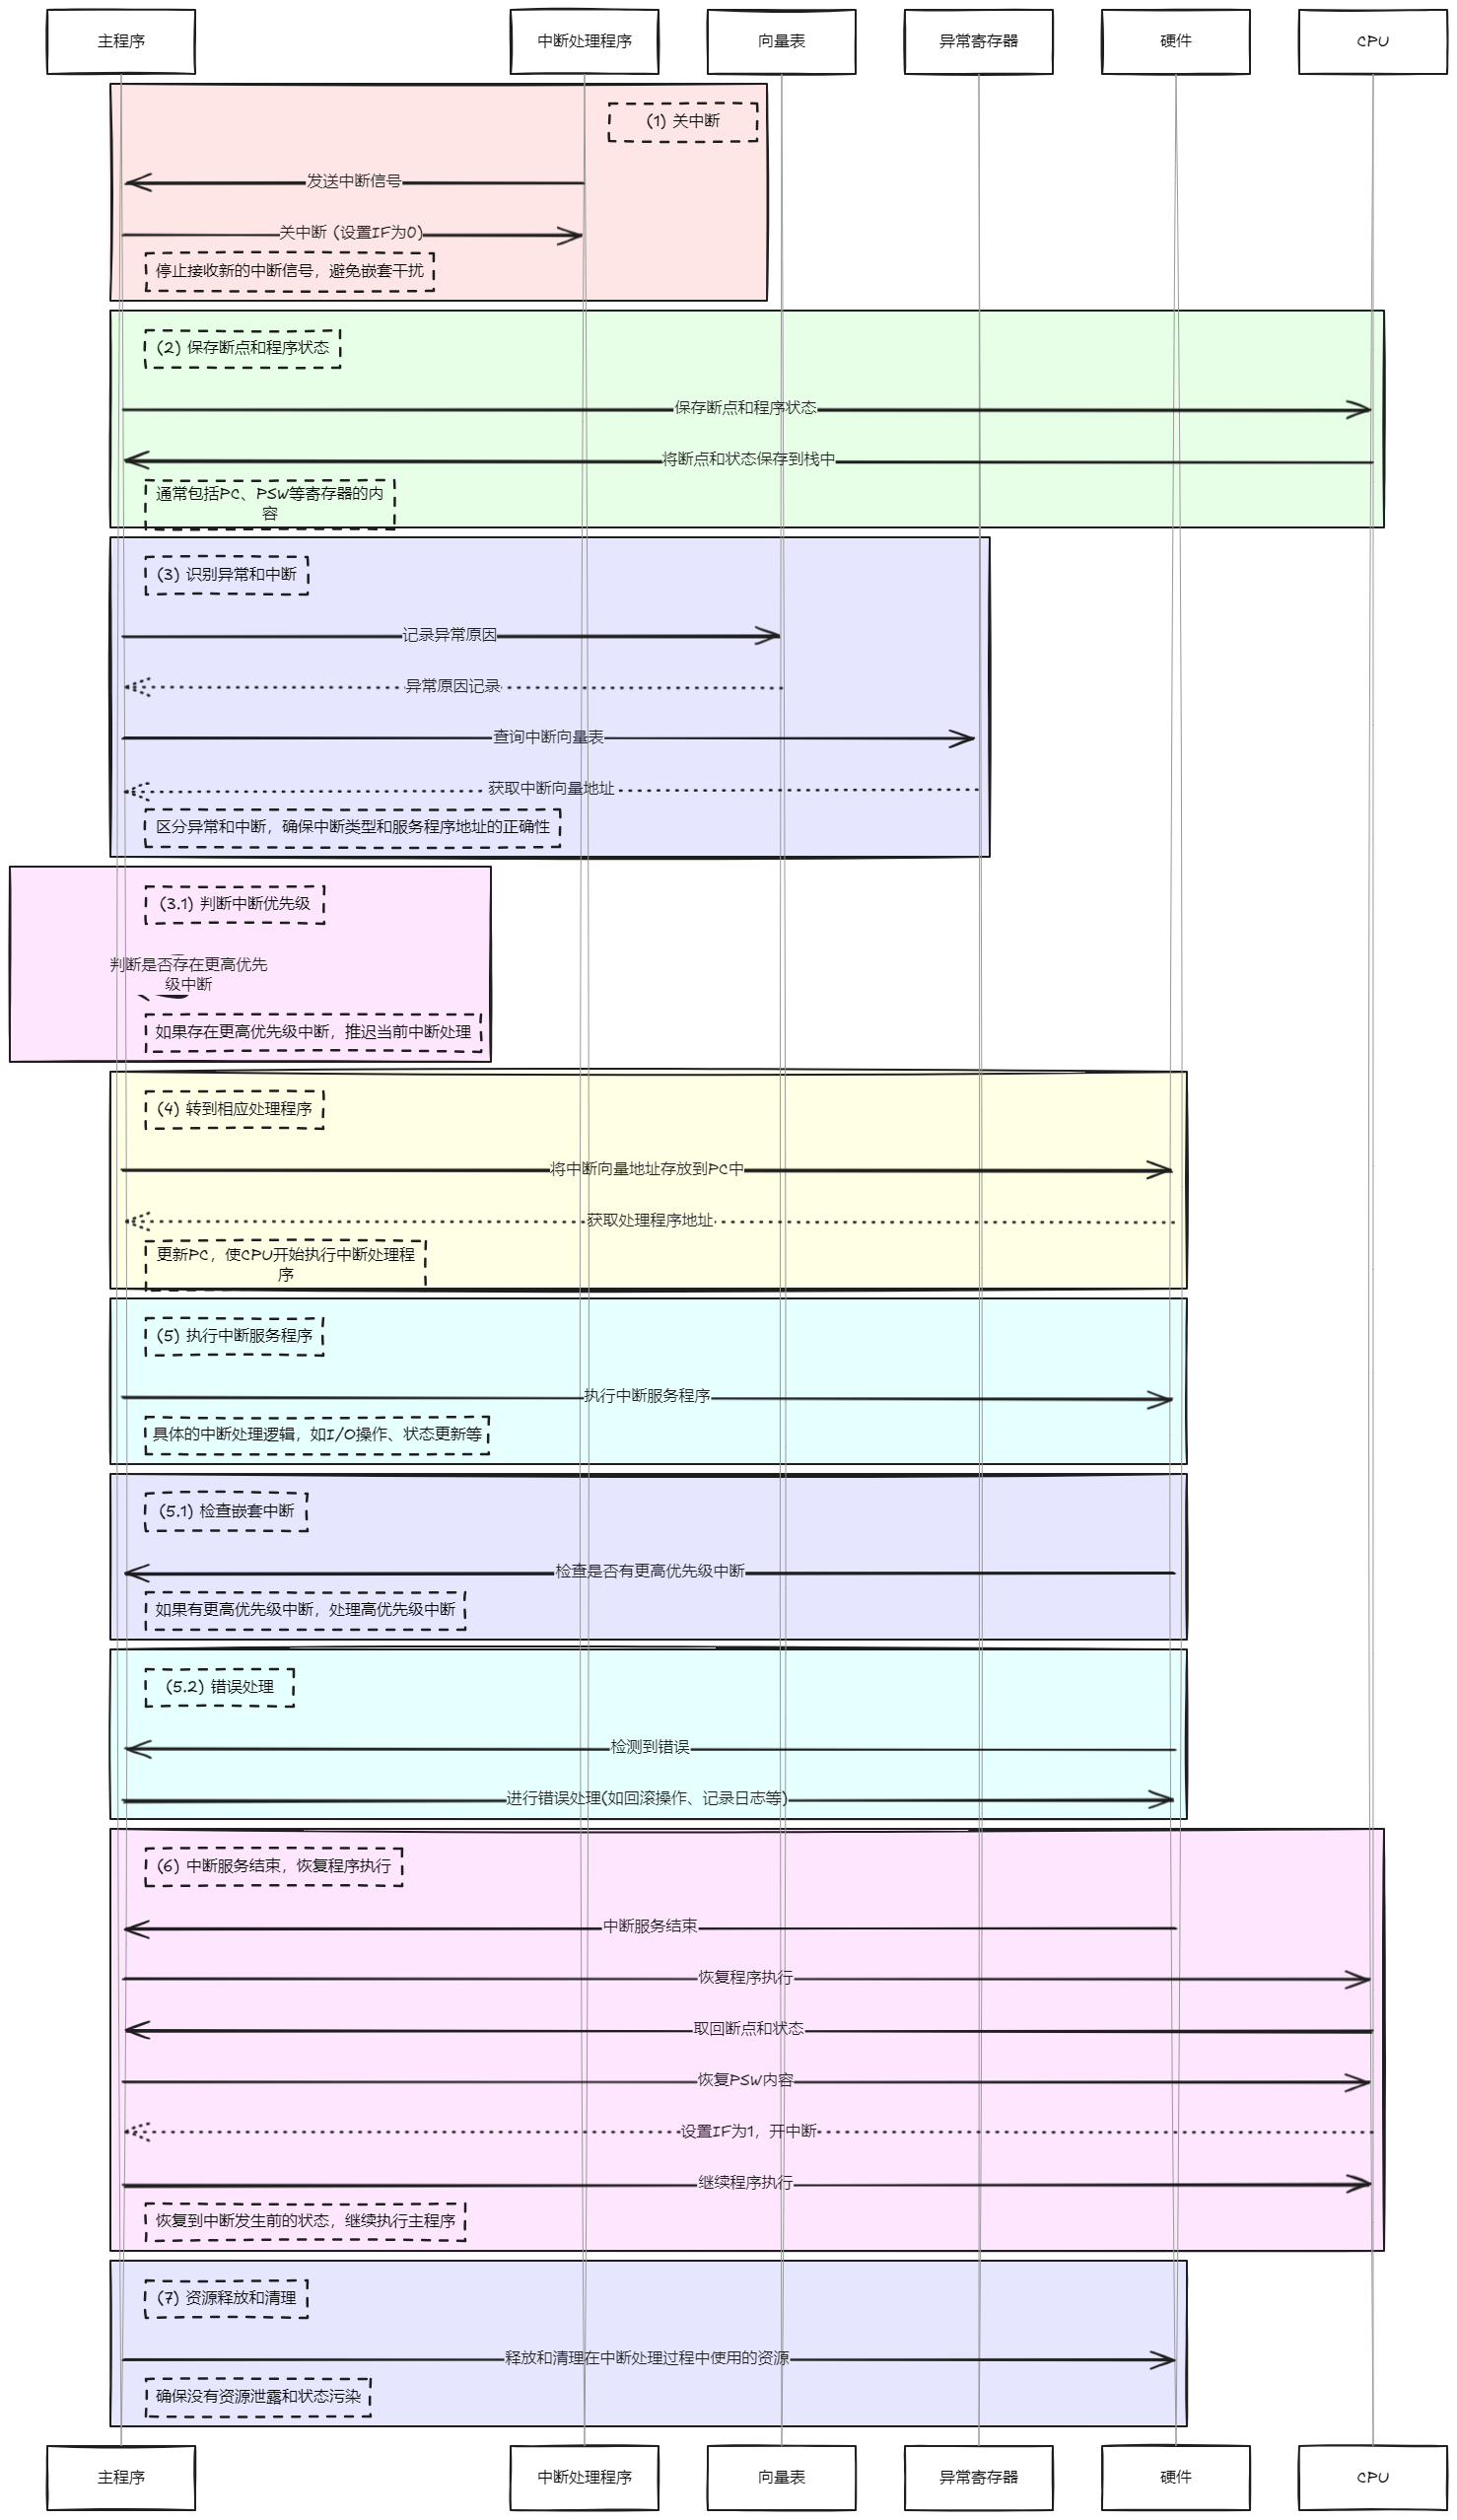 主程序
中断处理程序
向量表
异常寄存器
硬件
CPU
(1) 关中断
发送中断信号
关中断 (设置IF为0)
停止接收新的中断信号，避免嵌套干扰
(2) 保存断点和程序状态
保存断点和程序状态
将断点和状态保存到栈中
通常包括PC、PSW等寄存器的内
容
(3) 识别异常和中断
记录异常原因
异常原因记录
查询中断向量表
获取中断向量地址
区分异常和中断，确保中断类型和服务程序地址的正确性
(3.1) 判断中断优先级
判断是否存在更高优先
级中断
如果存在更高优先级中断，推迟当前中断处理
(4) 转到相应处理程序
将中断向量地址存放到PC中
获取处理程序地址
更新PC，使CPU开始执行中断处理程
序
(5) 执行中断服务程序
执行中断服务程序
具体的中断处理逻辑，如I/O操作、状态更新等
(5.1) 检查嵌套中断
检查是否有更高优先级中断
如果有更高优先级中断，处理高优先级中断
(5.2) 错误处理
检测到错误
进行错误处理(如回滚操作、记录日志等)
(6) 中断服务结束，恢复程序执行
中断服务结束
恢复程序执行
取回断点和状态
恢复PSW内容
设置IF为1，开中断
继续程序执行
恢复到中断发生前的状态，继续执行主程序
(7) 资源释放和清理
释放和清理在中断处理过程中使用的资源
确保没有资源泄露和状态污染
主程序
中断处理程序
向量表
异常寄存器
硬件
CPU